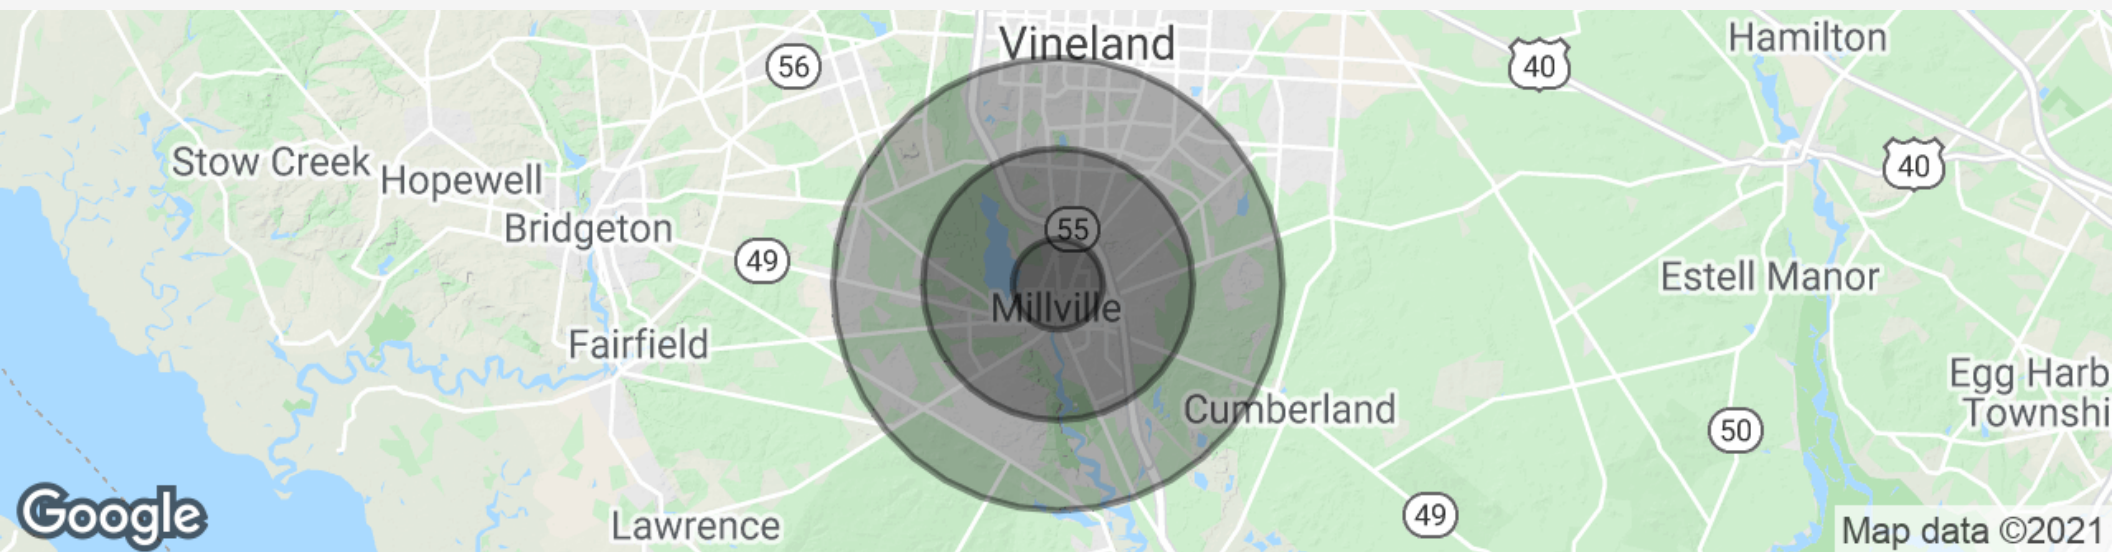 Vineland
Hamilton
56
40
Stow Creek
Hopewell
40
Bridgeton
55
49
Estell Manor
Millville
Fairfield
Egg Harb
Townshi
Cumberland
50
Google
Lawrence
49
Map data ©2021